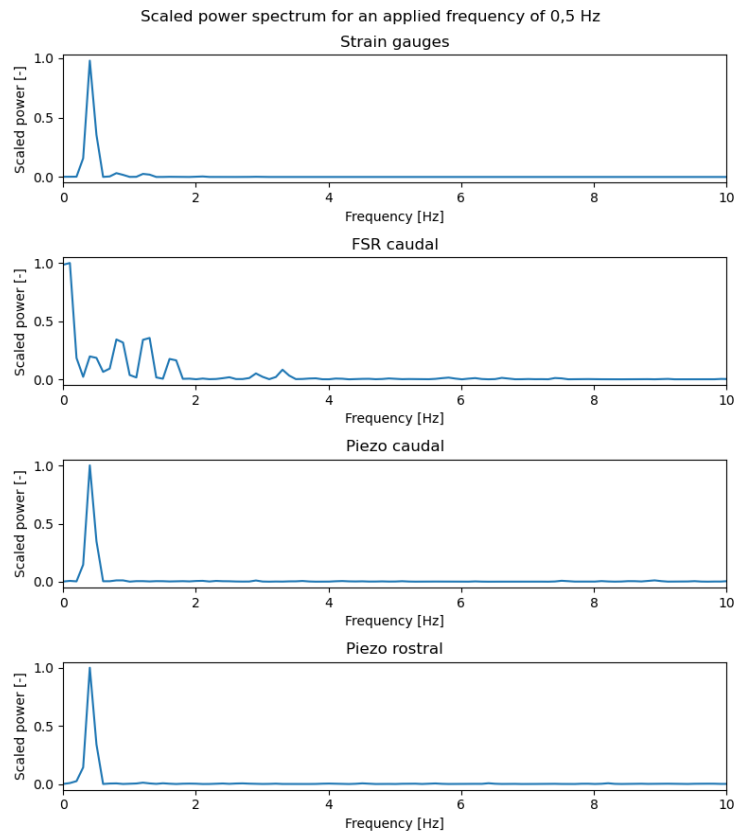 Scaled power spectrum for an applied frequency of 0,5 Hz
Strain gauges
Scaled power [-]
1.0
0.5
0.0
0 2 4 6 8 10
Frequency [Hz]
FSR caudal
Scaled power [-]
1.0
0.5
0.0
0 2 4 6 8 10
Frequency [Hz]
Piezo caudal
Scaled power [-]
1.0
0.5
0.0
0 2 4 6 8 10
Frequency [Hz]
Piezo rostral
Scaled power [-]
1.0
0.5
0.0
0 2 4 6 8 10
Frequency [Hz]